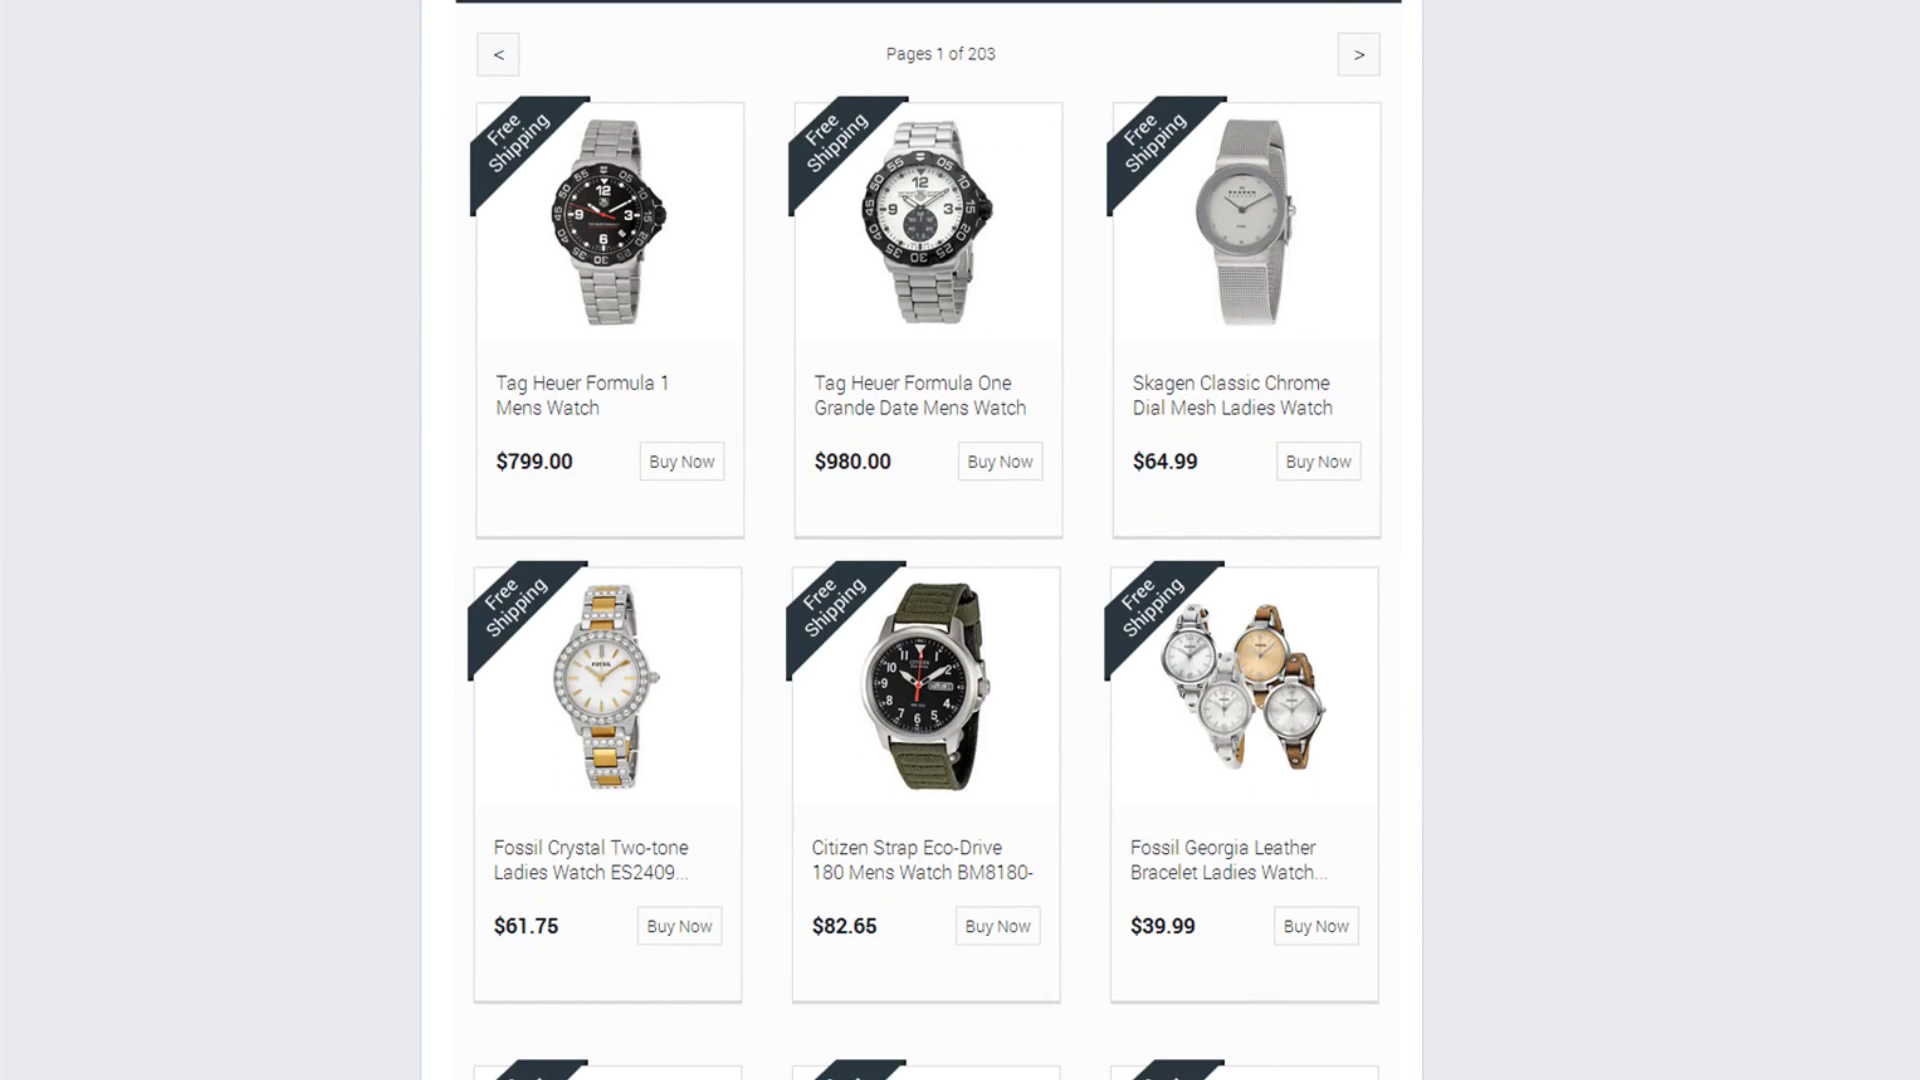 <
Pages 1 of 203
>
Free
Shipping
Free
Shipping
Free
Shipping
SKAGEN
Tag Heuer Formula 1
Mens Watch
Tag Heuer Formula One
Grande Date Mens Watch
Skagen Classic Chrome
Dial Mesh Ladies Watch
$799.00
Buy Now
$980.00
Buy Now
$64.99
Buy Now
Free
Shipping
Free
Shipping
Free
Shipping
FOSSIL
CITIZEN
Fossil Crystal Two-tone
Ladies Watch ES2409...
Citizen Strap Eco-Drive
180 Mens Watch BM8180-
Fossil Georgia Leather
Bracelet Ladies Watch...
$61.75
Buy Now
$82.65
Buy Now
$39.99
Buy Now